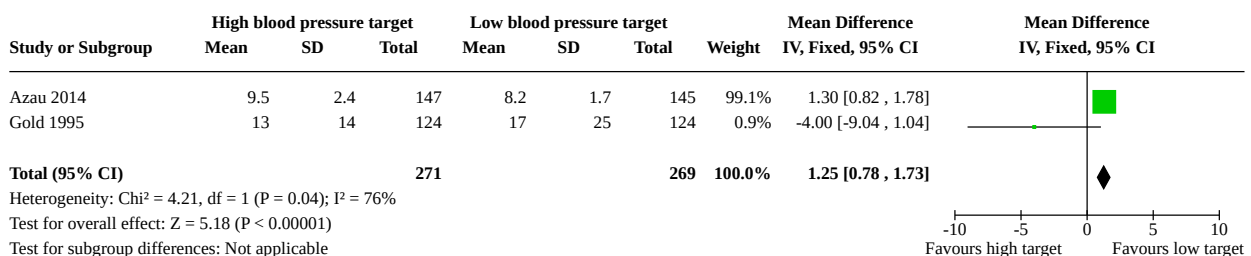 High blood pressure target Low blood pressure target Mean Difference Mean Difference
Study or Subgroup Mean SD Total Mean SD Total Weight IV, Fixed, 95% CI IV, Fixed, 95% CI
Azau 2014 9.5 2.4 147 8.2 1.7 145 99.1% 1.30 [0.82 , 1.78]
Gold 1995 13 14 124 17 25 124 0.9% -4.00 [-9.04 , 1.04]
Total (95% CI) 271 269 100.0% 1.25 [0.78 , 1.73]
Heterogeneity: Chi² = 4.21, df = 1 (P = 0.04); I² = 76%
Test for overall effect: Z = 5.18 (P < 0.00001) -10 -5 0 5 10
Test for subgroup differences: Not applicable Favours high target Favours low target